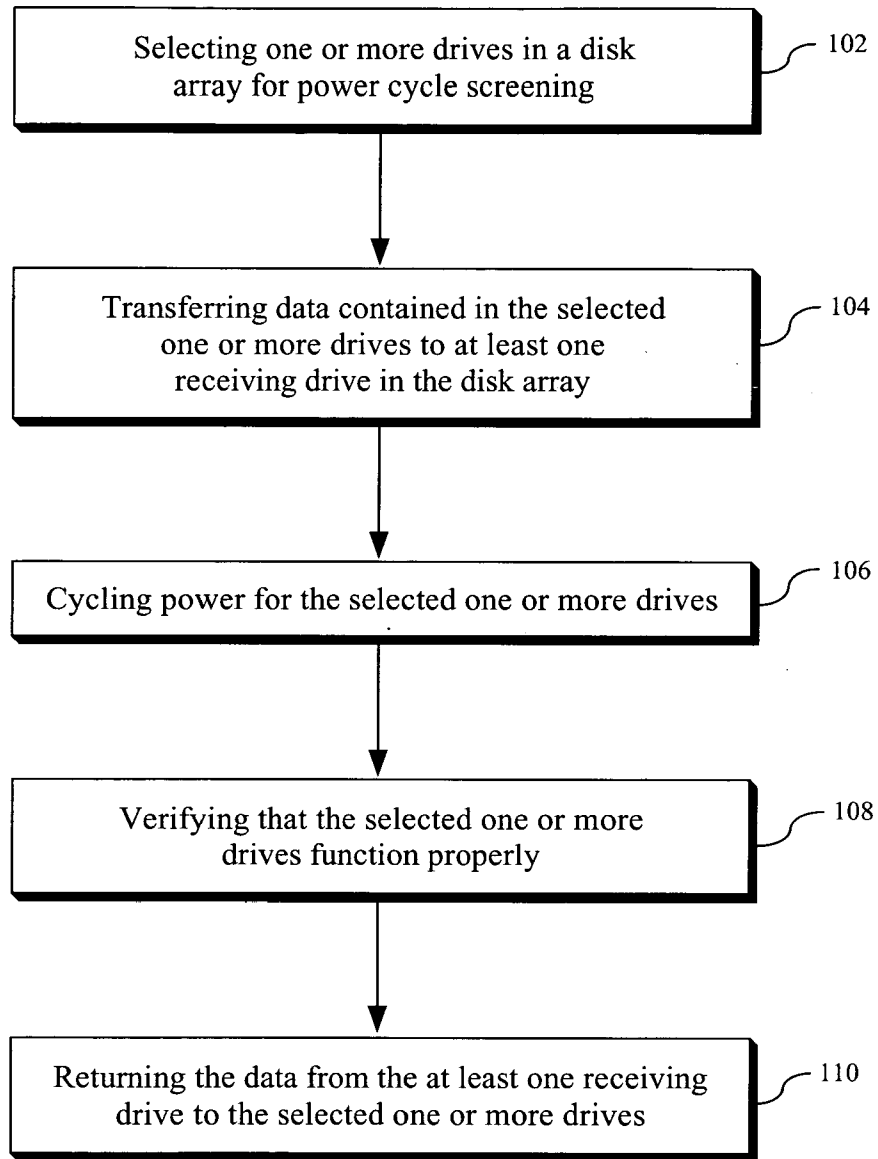 Selecting one or more drives in a disk
array for power cycle screening
102
Transferring data contained in the selected
one or more drives to at least one
receiving drive in the disk array
104
Cycling power for the selected one or more drives
106
Verifying that the selected one or more
drives function properly
108
Returning the data from the at least one receiving
drive to the selected one or more drives
110